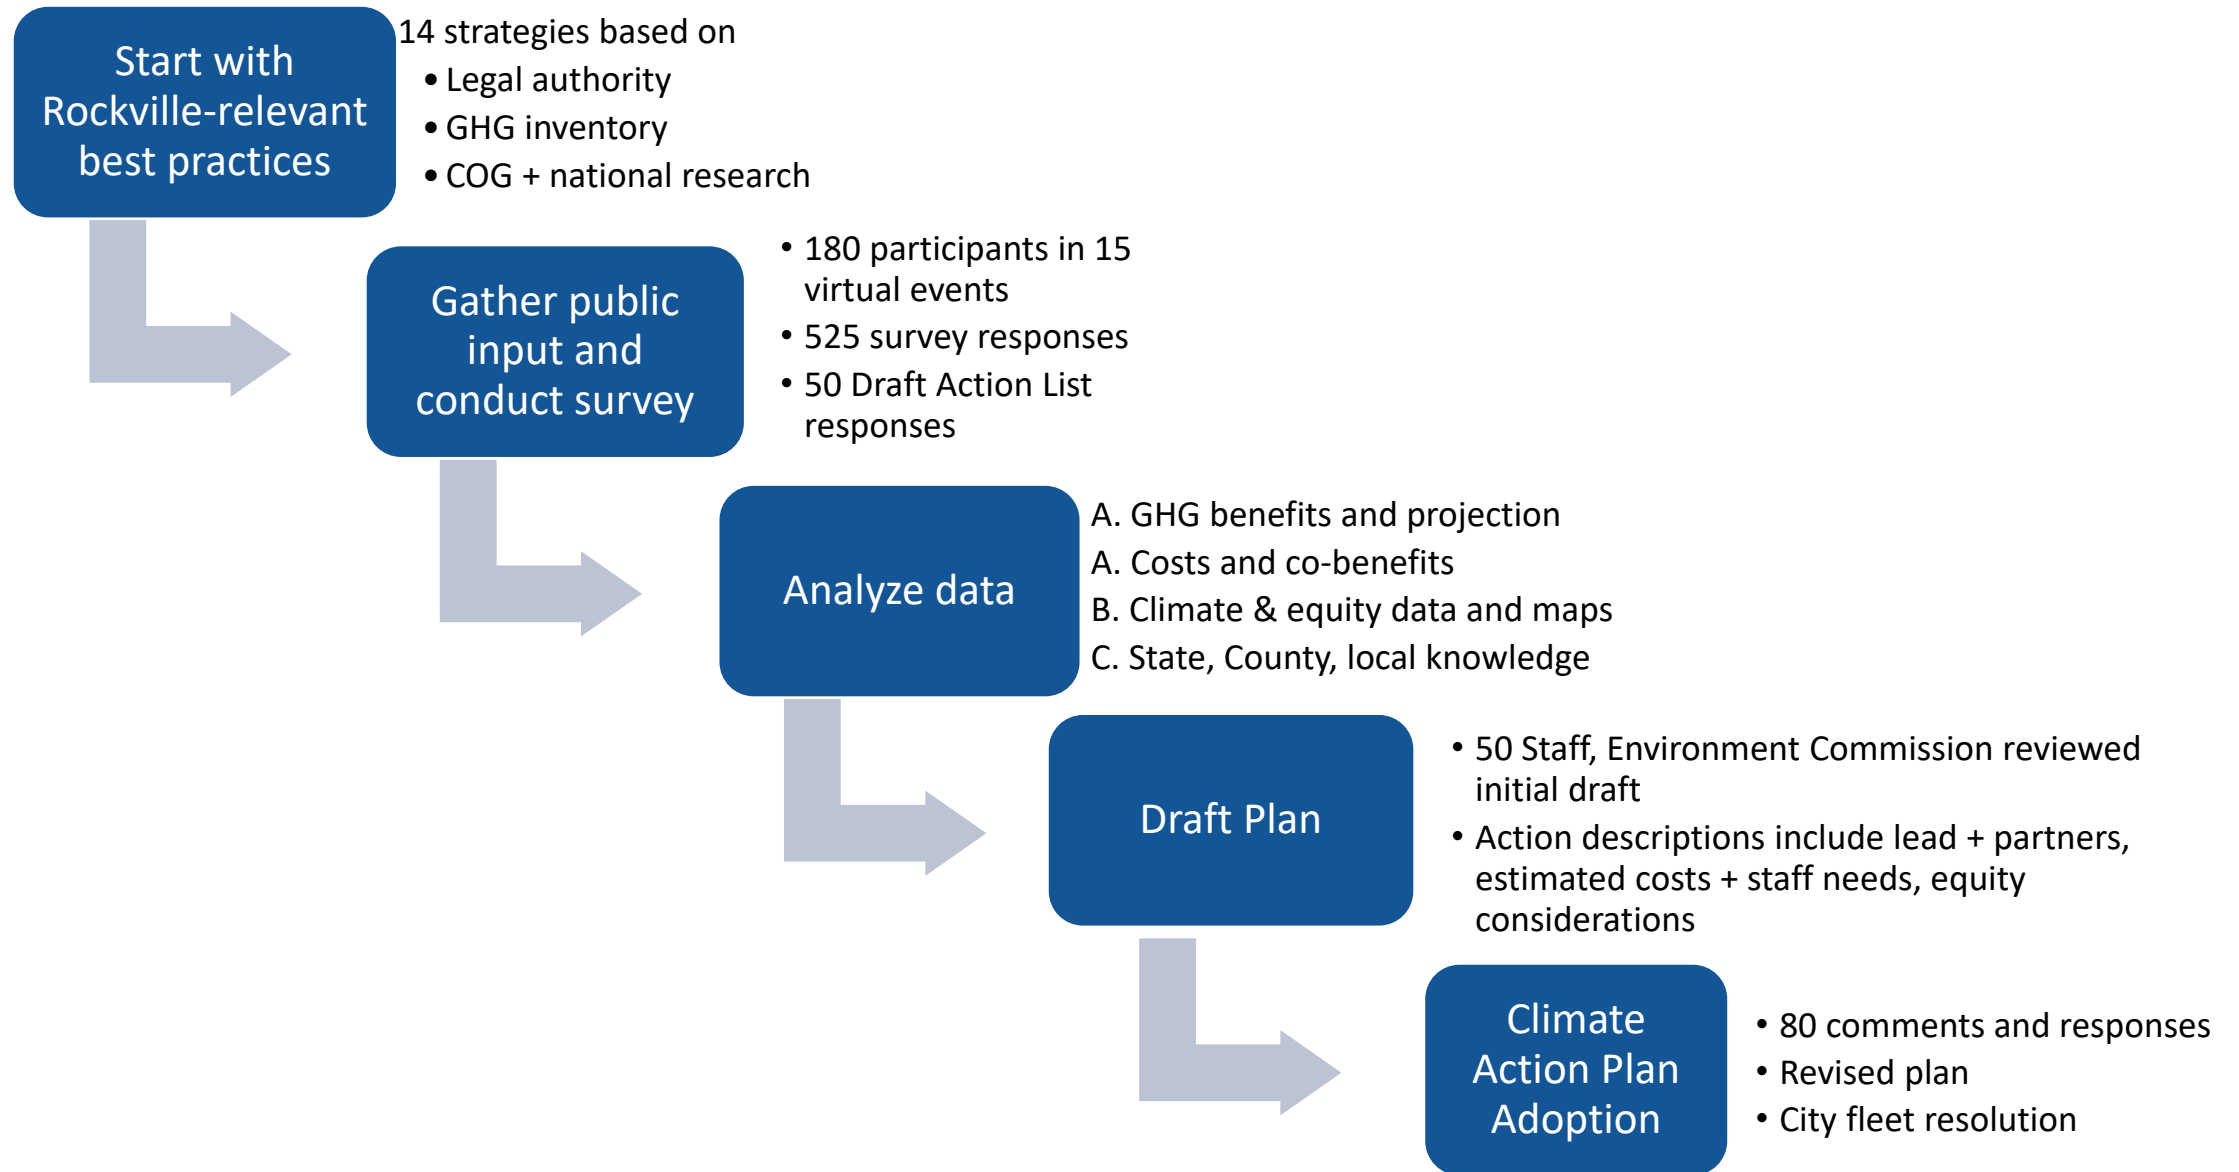 Start with
Rockville-relevant
best practices
14 strategies based on
• Legal authority
• GHG inventory
• COG + national research
Gather public
input and
conduct survey
• 180 participants in 15
virtual events
• 525 survey responses
• 50 Draft Action List
responses
Analyze data
A. GHG benefits and projection
A. Costs and co-benefits
B. Climate & equity data and maps
C. State, County, local knowledge
Draft Plan
• 50 Staff, Environment Commission reviewed
initial draft
• Action descriptions include lead + partners,
estimated costs + staff needs, equity
considerations
Climate
Action Plan
Adoption
• 80 comments and responses
• Revised plan
• City fleet resolution